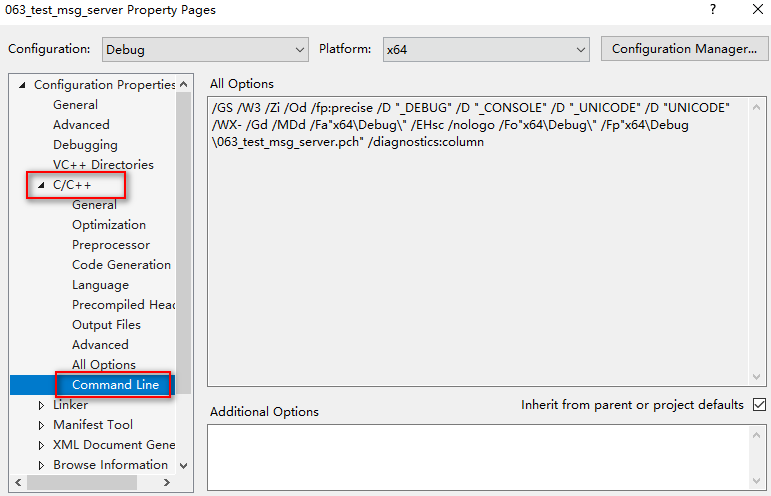 063_test_msg_server Property Pages
?
Configuration:
Debug
Platform:
x64
Configuration Manager...
Configuration Properties
General
Advanced
Debugging
VC++ Directories
C/C++
General
Optimization
Preprocessor
Code Generation
Language
Precompiled Head
Output Files
Advanced
All Options
Command Line
Linker
Manifest Tool
XML Document Gene
Browse Information
All Options
/GS /W3 /Zi /Od /fp:precise /D "_DEBUG" /D "_CONSOLE" /D "_UNICODE" /D "UNICODE"
/WX- /Gd /MDd /Fa"x64\Debug\" /EHsc /nologo /Fo"x64\Debug\" /Fp"x64\Debug
\063_test_msg_server.pch" /diagnostics:column
Additional Options
Inherit from parent or project defaults